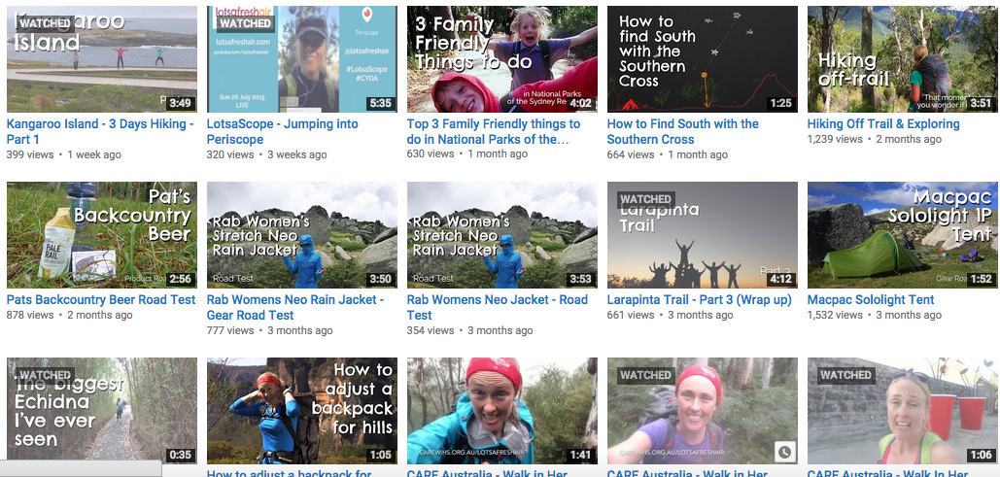 WATCHED
Kangaroo
Island
3:49
Kangaroo Island - 3 Days Hiking -
Part 1
399 views • 1 week ago
lotsafreshair
WATCHED
www.lotsafreshair.com
youtube.com/lotsafreshair
Periscope
@lotsafreshair
#LotsaScope
#CYOA
Sun 26 July 2015
LIVE
5:35
LotsaScope - Jumping into
Periscope
320 views • 3 weeks ago
3 Family
Friendly
Things to do
in National Parks
of the Sydney Re
4:02
Top 3 Family Friendly things to
do in National Parks of the...
630 views • 1 month ago
How to
find South
with the
Southern
Cross
1:25
How to Find South with the
Southern Cross
664 views • 1 month ago
Hiking
off-trail
That momen
you wonder if
3:51
Hiking Off Trail & Exploring
1,239 views • 2 months ago
Pat's
Backcountry
Beer
PALE
RAIL
Product Roa
2:56
Pats Backcountry Beer Road Test
878 views • 2 months ago
Rab Women's
Stretch Neo
Rain Jacket
Road Test
3:50
Rab Womens Neo Rain Jacket -
Gear Road Test
777 views • 3 months ago
Rab Women's
Stretch Neo
Rain Jacket
Road Test
3:53
Rab Womens Neo Jacket - Road
Test
354 views • 3 months ago
WATCHED
Larapinta
Trail
Part 3
4:12
Larapinta Trail - Part 3 (Wrap up)
661 views • 3 months ago
Macpac
Sololight 1P
Tent
Gear Roa
1:52
Macpac Sololight Tent
1,532 views • 3 months ago
WATCHED
The biggest
Echidna
I've ever
seen
0:35
How to
adjust a
backpack
for hills
1:05
How to adjust a backpack for
CAREWIHS.ORG.AU/LOTSAFRESHAIR
1:41
CARE Australia - Walk in Her
WATCHED
CAREWIHS.ORG.AU/LOTSAFRESHAIR
CARE Australia - Walk in Her
WATCHED
1:06
CARE Australia - Walk In Her